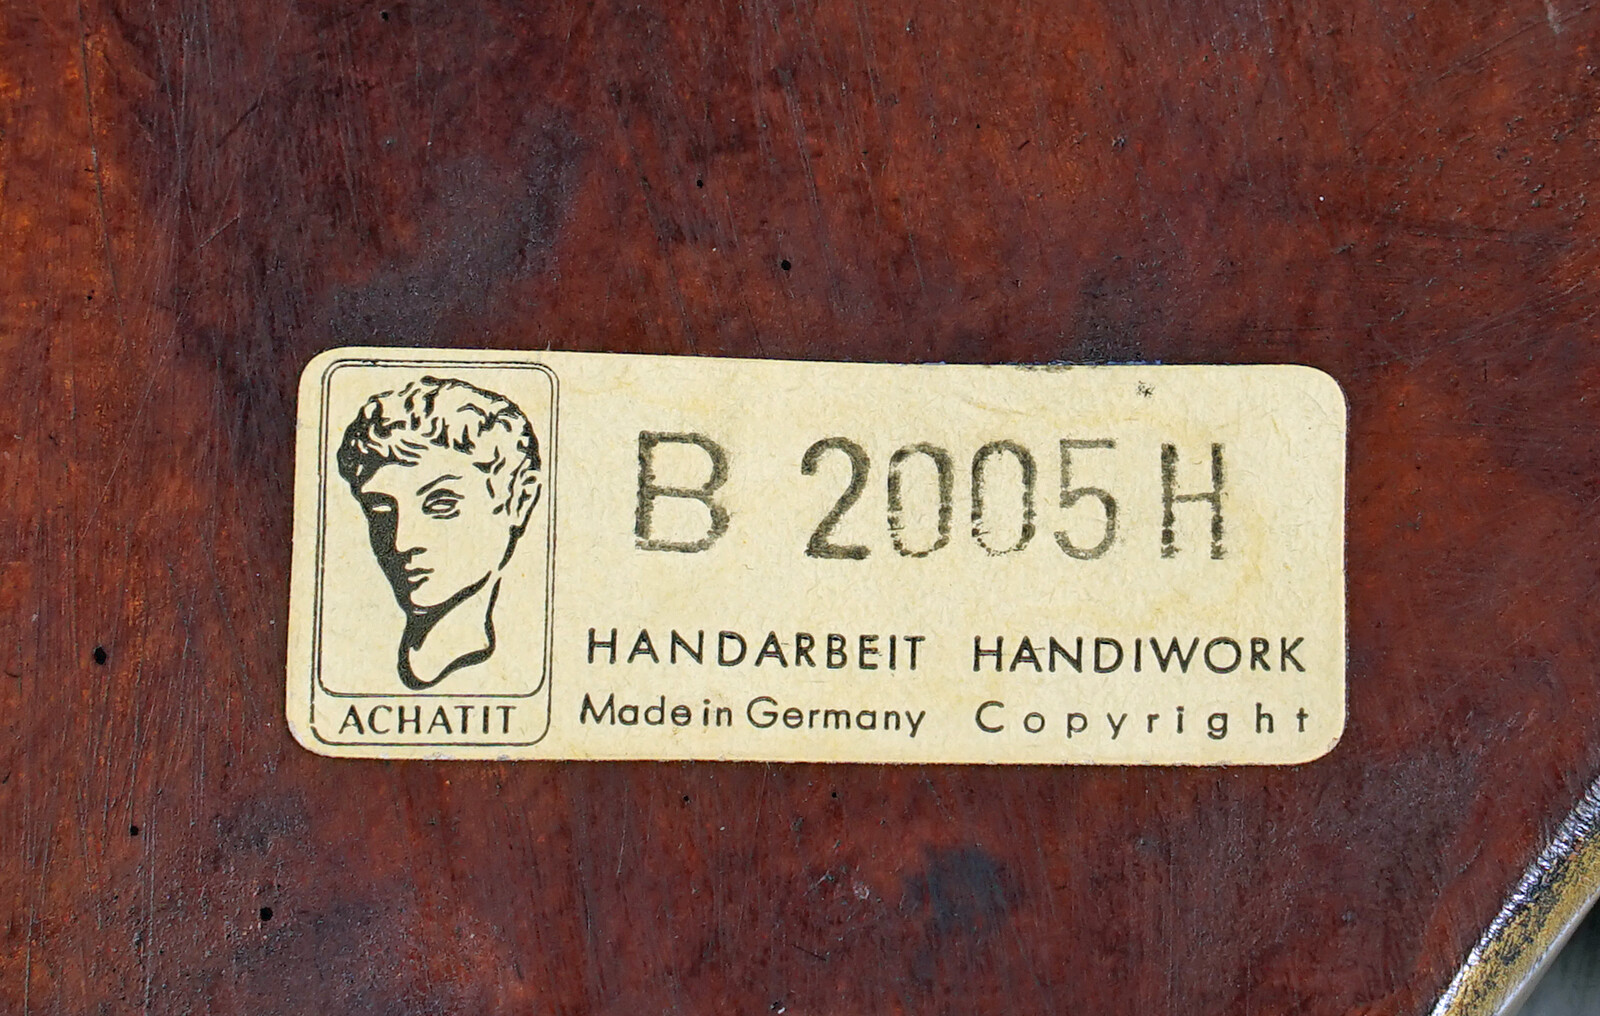 B 2005 H
HANDARBEIT HANDIWORK
Made in Germany Copyright
ACHATIT